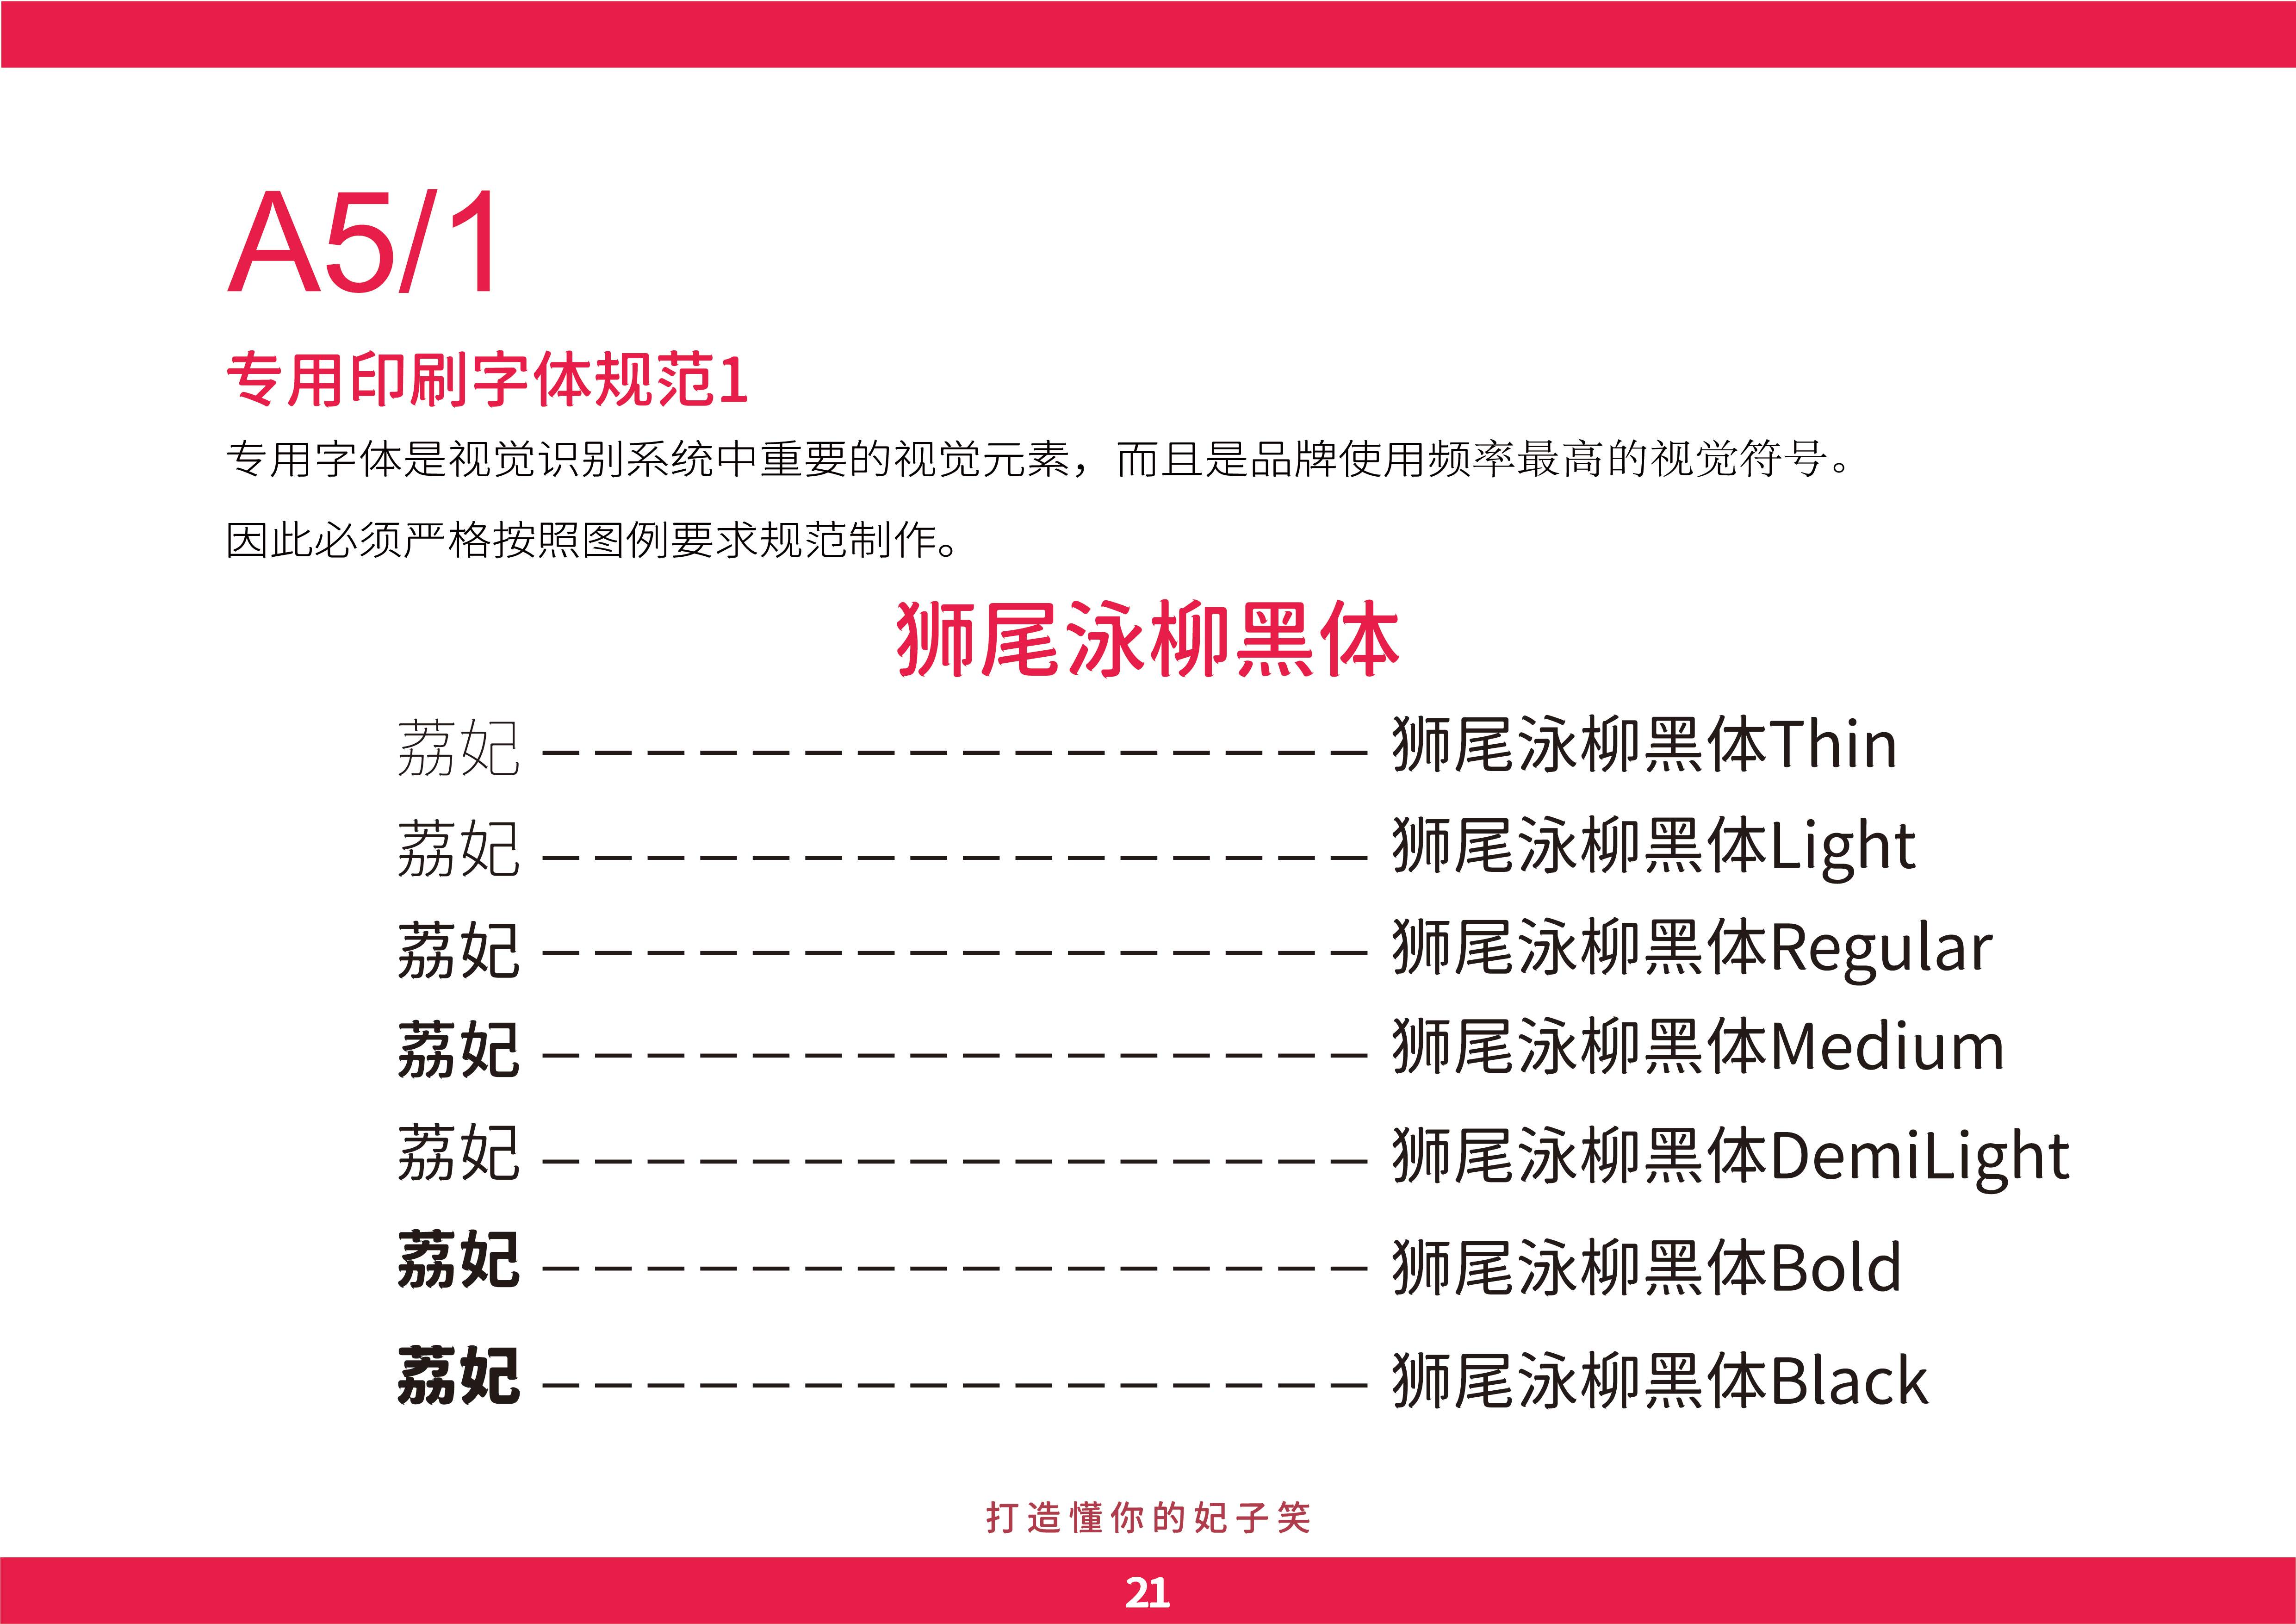 A5/1
专用印刷字体规范1
专用字体是视觉识别系统中重要的视觉元素，而且是品牌使用频率最高的视觉符号。
因此必须严格按照图例要求规范制作。
狮尾泳柳黑体
荔妃 ———————————————— 狮尾泳柳黑体Thin
荔妃 ———————————————— 狮尾泳柳黑体Light
荔妃 ———————————————— 狮尾泳柳黑体Regular
荔妃 ———————————————— 狮尾泳柳黑体Medium
荔妃 ———————————————— 狮尾泳柳黑体DemiLight
荔妃 ———————————————— 狮尾泳柳黑体Bold
荔妃 ———————————————— 狮尾泳柳黑体Black
打造懂你的妃子笑
21